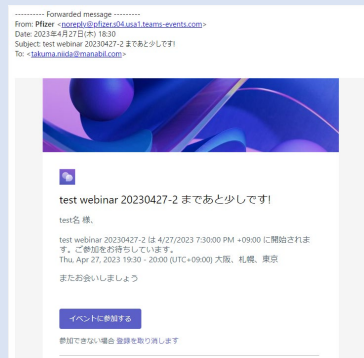 ---------- Forwarded message ---------
From: Pfizer <noreply@pfizer.s04.usa1.teams-events.com>
Date: 2023年4月27日(木) 18:30
Subject: test webinar 20230427-2 まであと少しです!
To: <takuma.niida@manabil.com>
test webinar 20230427-2 まであと少しです!
test名 様、
test webinar 20230427-2 は 4/27/2023 7:30:00 PM +09:00 に開始されま
す。ご参加をお待ちしています。
Thu, Apr 27, 2023 19:30 - 20:00 (UTC+09:00) 大阪、札幌、東京
またお会いしましょう
イベントに参加する
参加できない場合 登録を取り消します